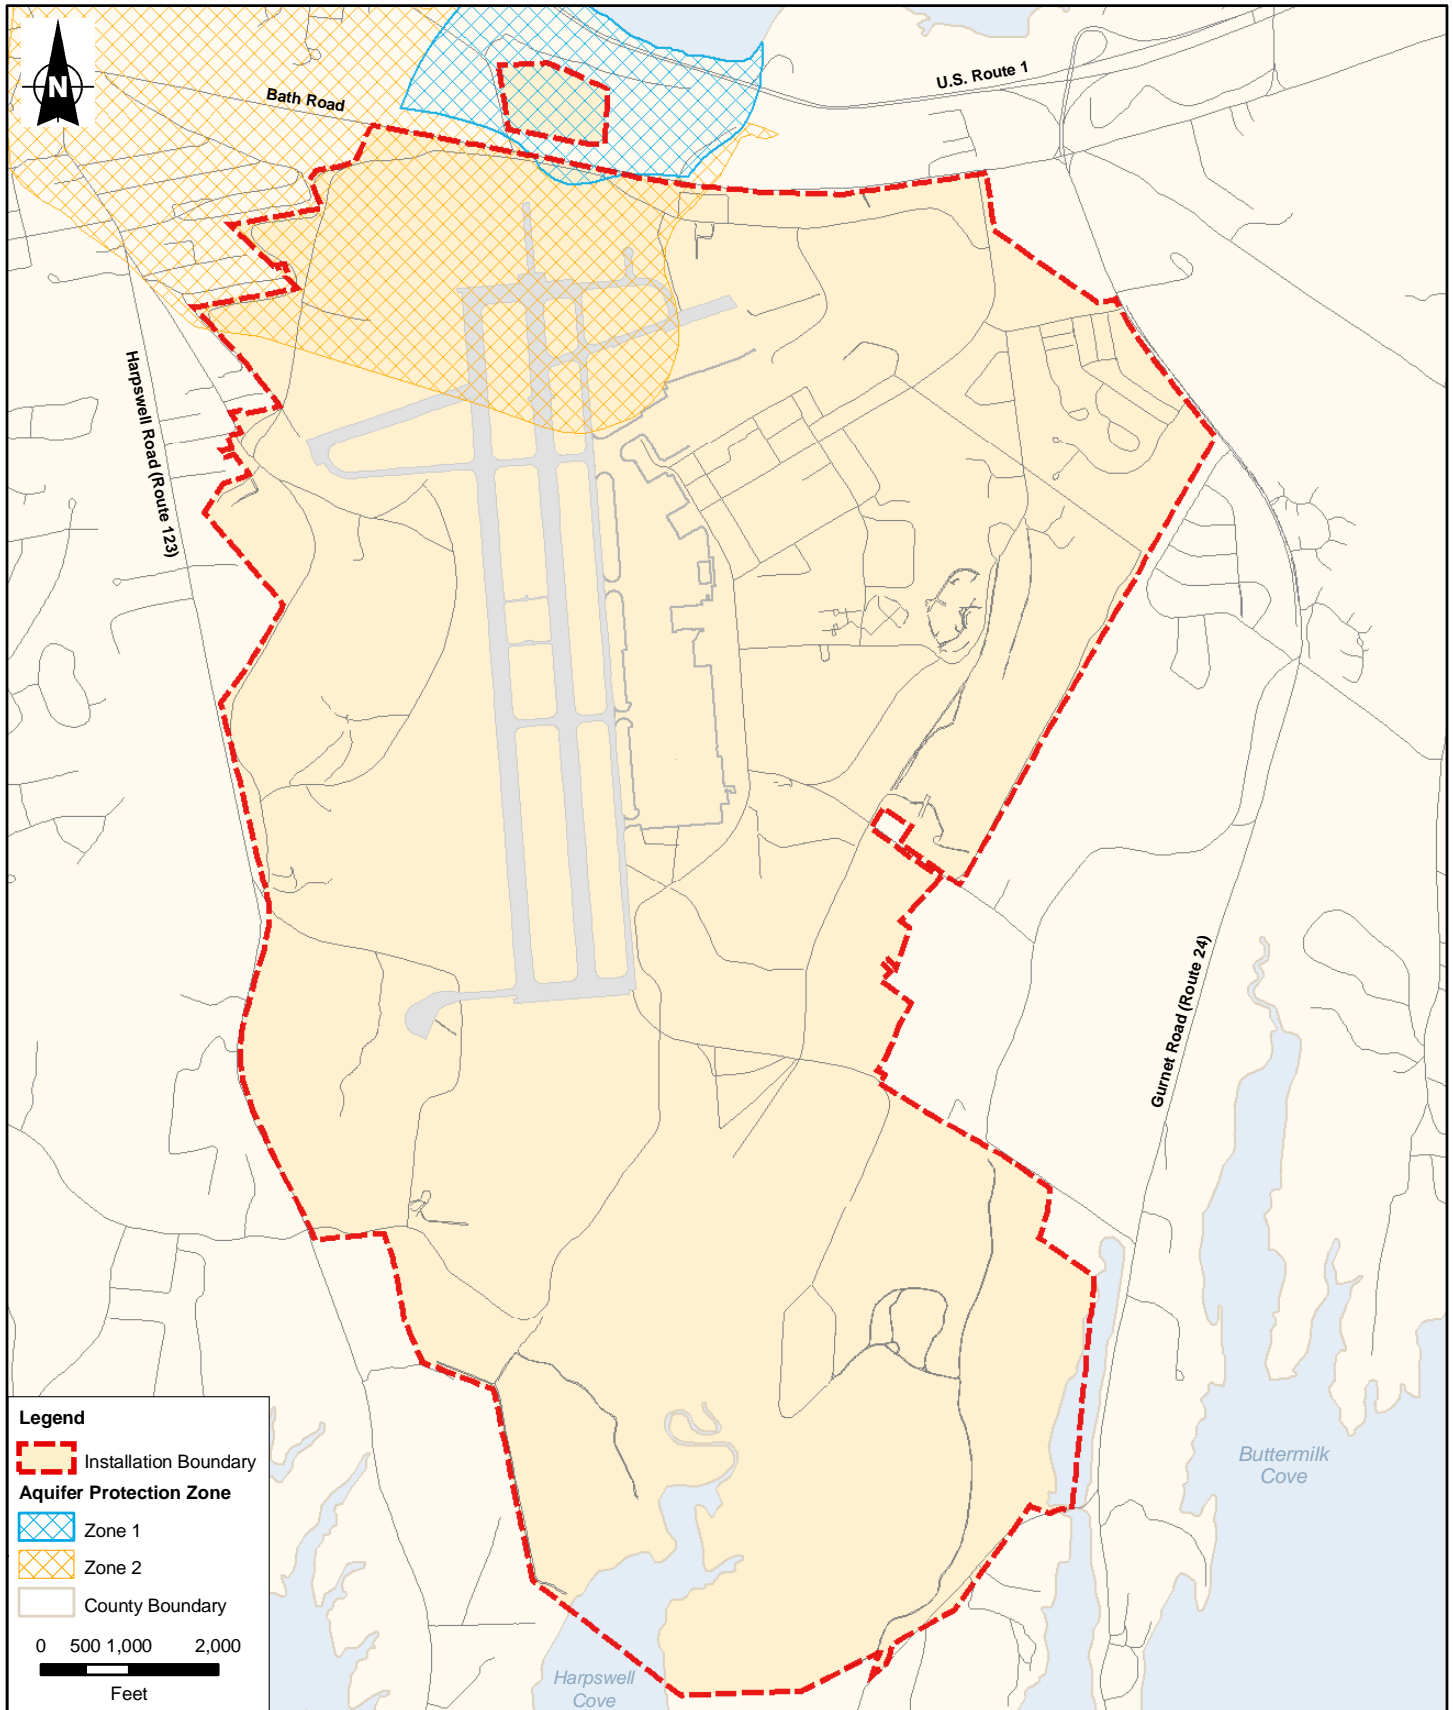 N
Bath Road
U.S. Route 1
Harpswell Road (Route 123)
Gurnet Road (Route 24)
Buttermilk
Cove
Harpswell
Cove
Legend
Installation Boundary
Aquifer Protection Zone
Zone 1
Zone 2
County Boundary
0 500 1,000 2,000
Feet